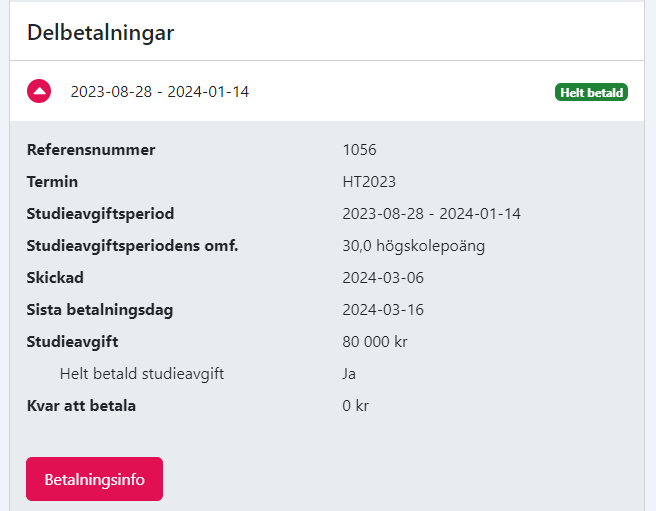 Delbetalningar
2023-08-28 - 2024-01-14 Helt betald
Referensnummer 1056
Termin HT2023
Studieavgiftsperiod 2023-08-28 - 2024-01-14
Studieavgiftsperiodens omf. 30,0 högskolepoäng
Skickad 2024-03-06
Sista betalningsdag 2024-03-16
Studieavgift 80 000 kr
Helt betald studieavgift Ja
Kvar att betala 0 kr
Betalningsinfo